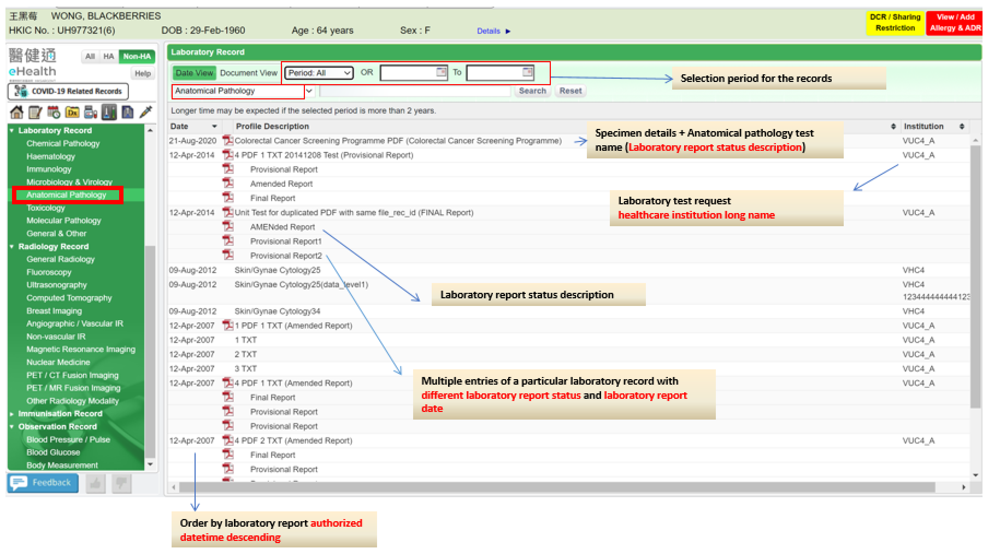 王黑莓 WONG, BLACKBERRIES
HKIC No. : UH977321(6) DOB : 29-Feb-1960 Age : 64 years Sex : F Details ►
DCR / Sharing Restriction
View / Add Allergy & ADR
醫健通
eHealth
All HA Non-HA
Help
COVID-19 Related Records
Dx
Laboratory Record
Chemical Pathology
Haematology
Immunology
Microbiology & Virology
Anatomical Pathology
Toxicology
Molecular Pathology
General & Other
Radiology Record
General Radiology
Fluoroscopy
Ultrasonography
Computed Tomography
Breast Imaging
Angiographic / Vascular IR
Non-vascular IR
Magnetic Resonance Imaging
Nuclear Medicine
PET / CT Fusion Imaging
PET / MR Fusion Imaging
Other Radiology Modality
Immunisation Record
Observation Record
Blood Pressure / Pulse
Blood Glucose
Body Measurement
Feedback
Laboratory Record
Date View Document View Period: All OR To
Selection period for the records
Anatomical Pathology Search Reset
Longer time may be expected if the selected period is more than 2 years.
Date Profile Description Institution
21-Aug-2020 Colorectal Cancer Screening Programme PDF (Colorectal Cancer Screening Programme) VUC4_A
Specimen details + Anatomical pathology test
name (Laboratory report status description)
12-Apr-2014 4 PDF 1 TXT 20141208 Test (Provisional Report) VUC4_A
Provisional Report
Amended Report
Final Report
Laboratory test request
healthcare institution long name
12-Apr-2014 Unit Test for duplicated PDF with same file_rec_id (FINAL Report) VUC4_A
AMENded Report
Provisional Report1
Provisional Report2
09-Aug-2012 Skin/Gynae Cytology25 VHC4
09-Aug-2012 Skin/Gynae Cytology25(data_level1) VHC4
Laboratory report status description
09-Aug-2012 Skin/Gynae Cytology34 VHC4
12-Apr-2007 1 PDF 1 TXT (Amended Report) VUC4_A
12-Apr-2007 1 TXT VUC4_A
12-Apr-2007 2 TXT VUC4_A
12-Apr-2007 3 TXT VUC4_A
12-Apr-2007 4 PDF 1 TXT (Amended Report) VUC4_A
Multiple entries of a particular laboratory record with
different laboratory report status and laboratory report
date
Final Report
Provisional Report
Provisional Report
12-Apr-2007 4 PDF 2 TXT (Amended Report) VUC4_A
Final Report
Provisional Report
Order by laboratory report authorized
datetime descending